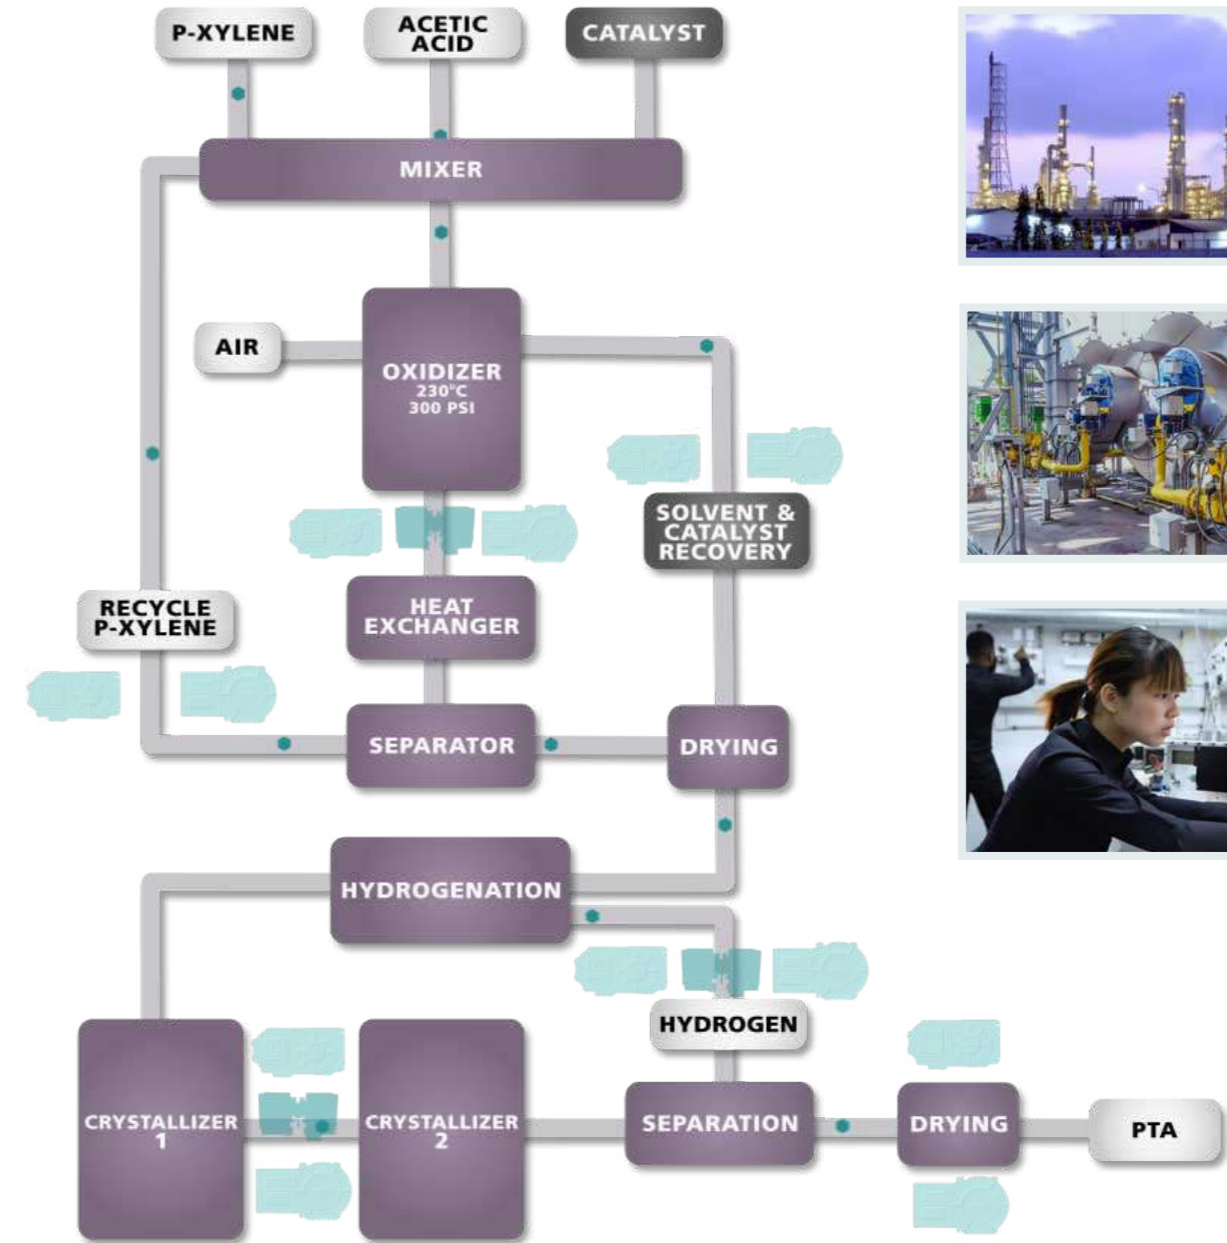 P-XYLENE
ACETIC
ACID
CATALYST
MIXER
AIR
OXIDIZER
230°C
300 PSI
SOLVENT &
CATALYST
RECOVERY
RECYCLE
P-XYLENE
HEAT
EXCHANGER
SEPARATOR
DRYING
HYDROGENATION
HYDROGEN
CRYSTALLIZER
1
CRYSTALLIZER
2
SEPARATION
DRYING
PTA